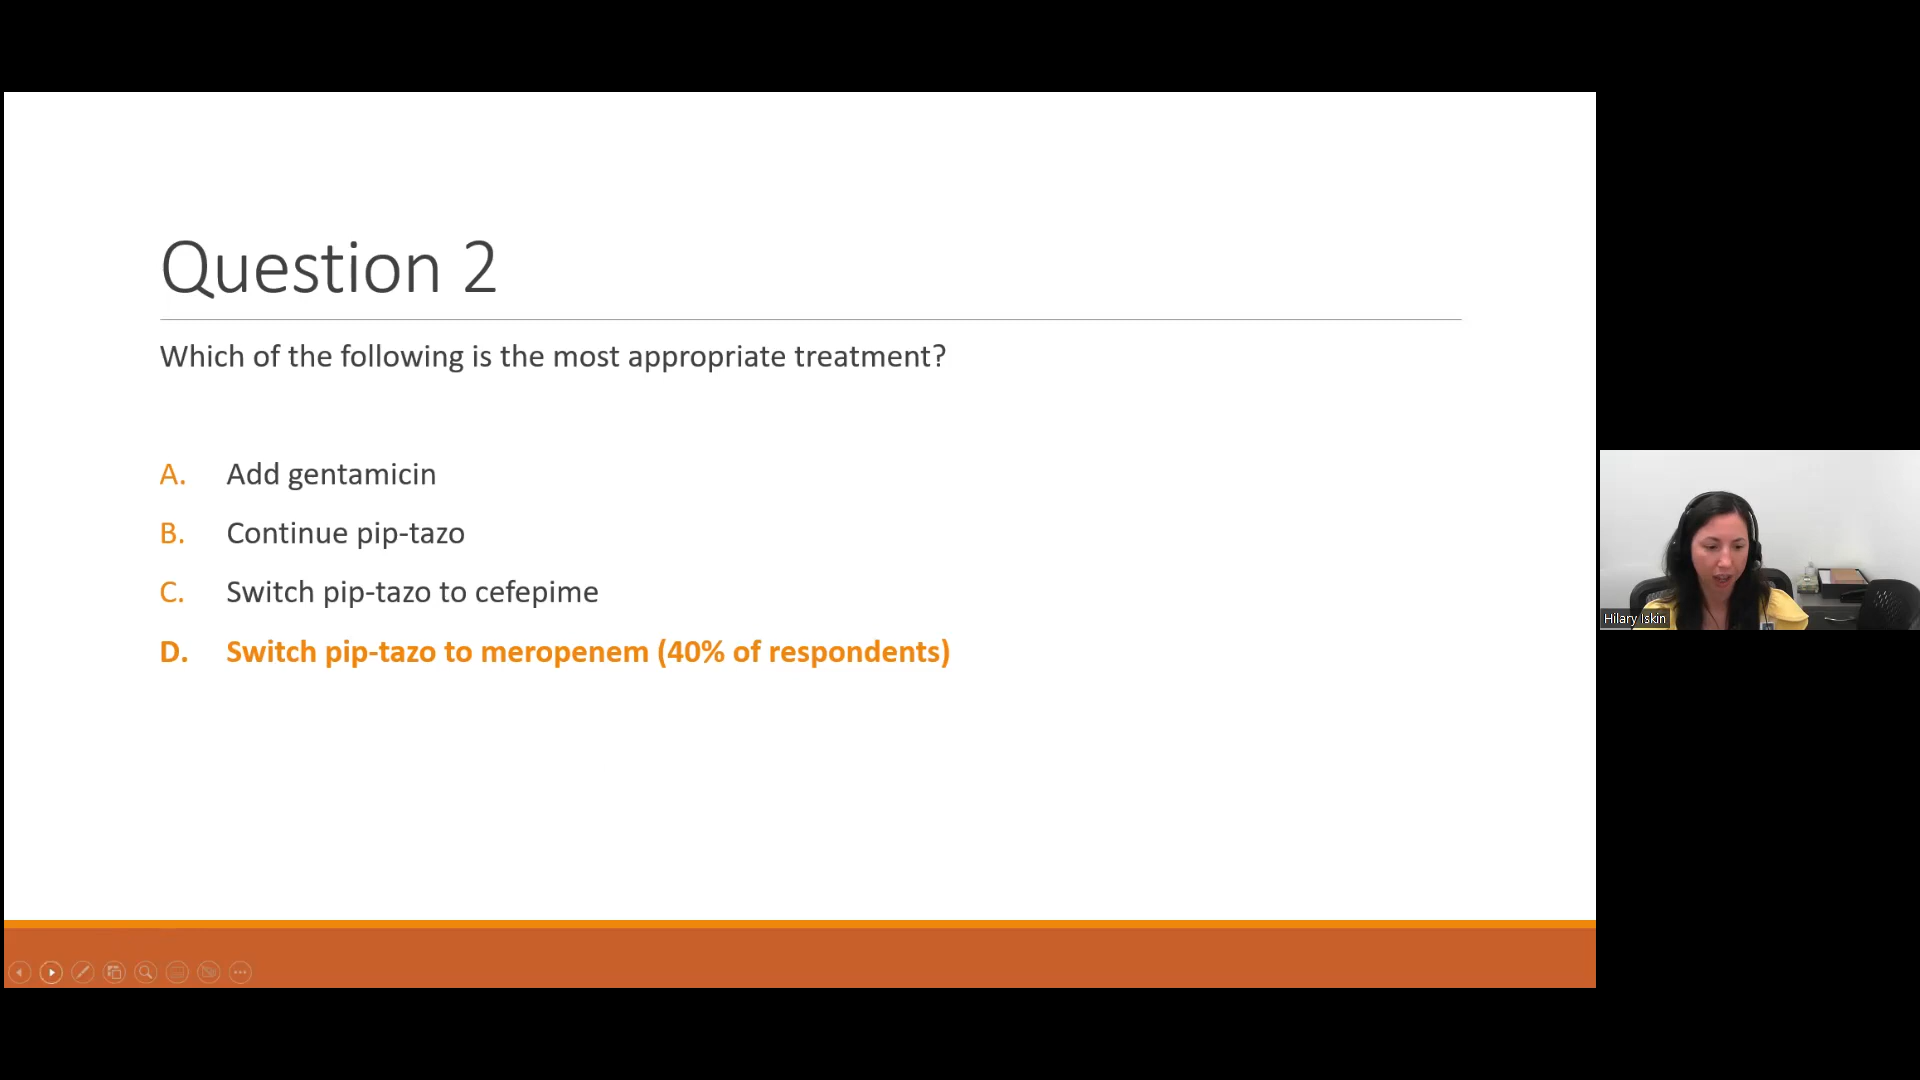 Question 2
Which of the following is the most appropriate treatment?
A. Add gentamicin
B. Continue pip-tazo
C. Switch pip-tazo to cefepime
D. Switch pip-tazo to meropenem (40% of respondents)
Hilary Iskin